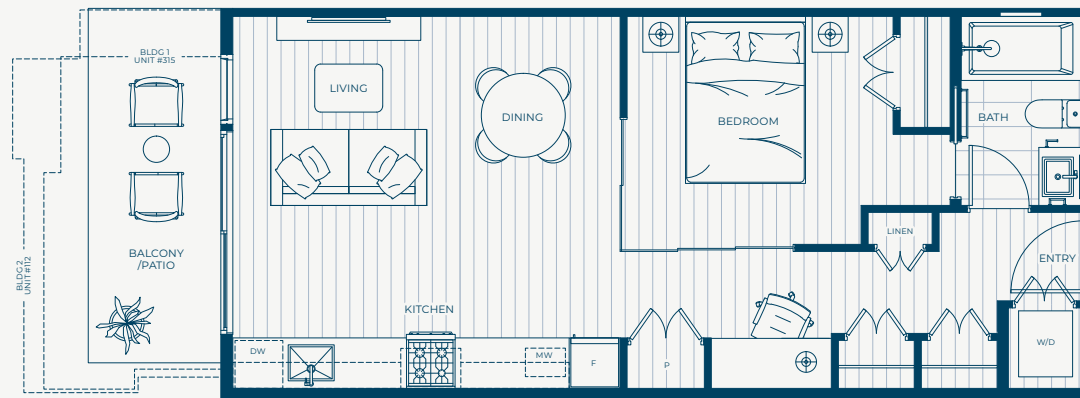 BLDG 1
UNIT #315
LIVING
DINING
BEDROOM
BATH
LINEN
BALCONY
/PATIO
ENTRY
BLDG 2
UNIT #112
KITCHEN
DW
MW
F
P
W/D